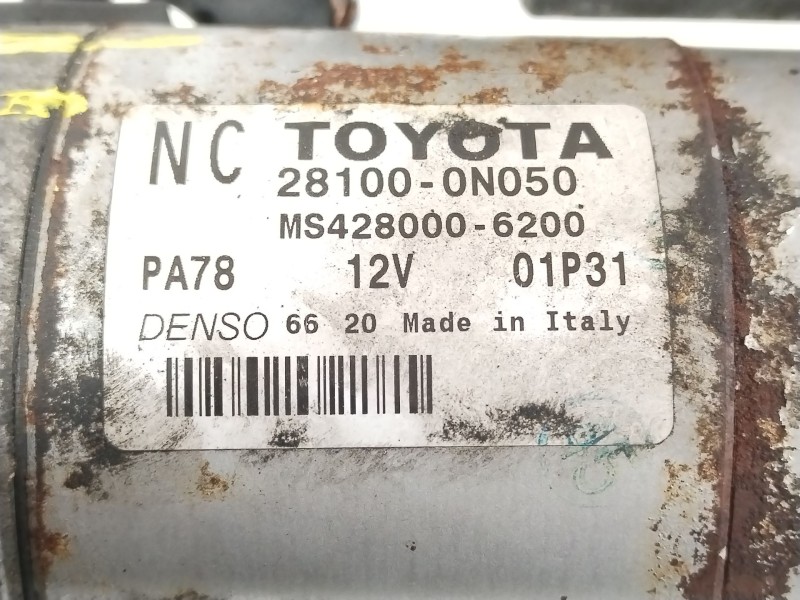 NC TOYOTA
28100-0N050
MS428000-6200
PA78 12V 01P31
DENSO 66 20 Made in Italy